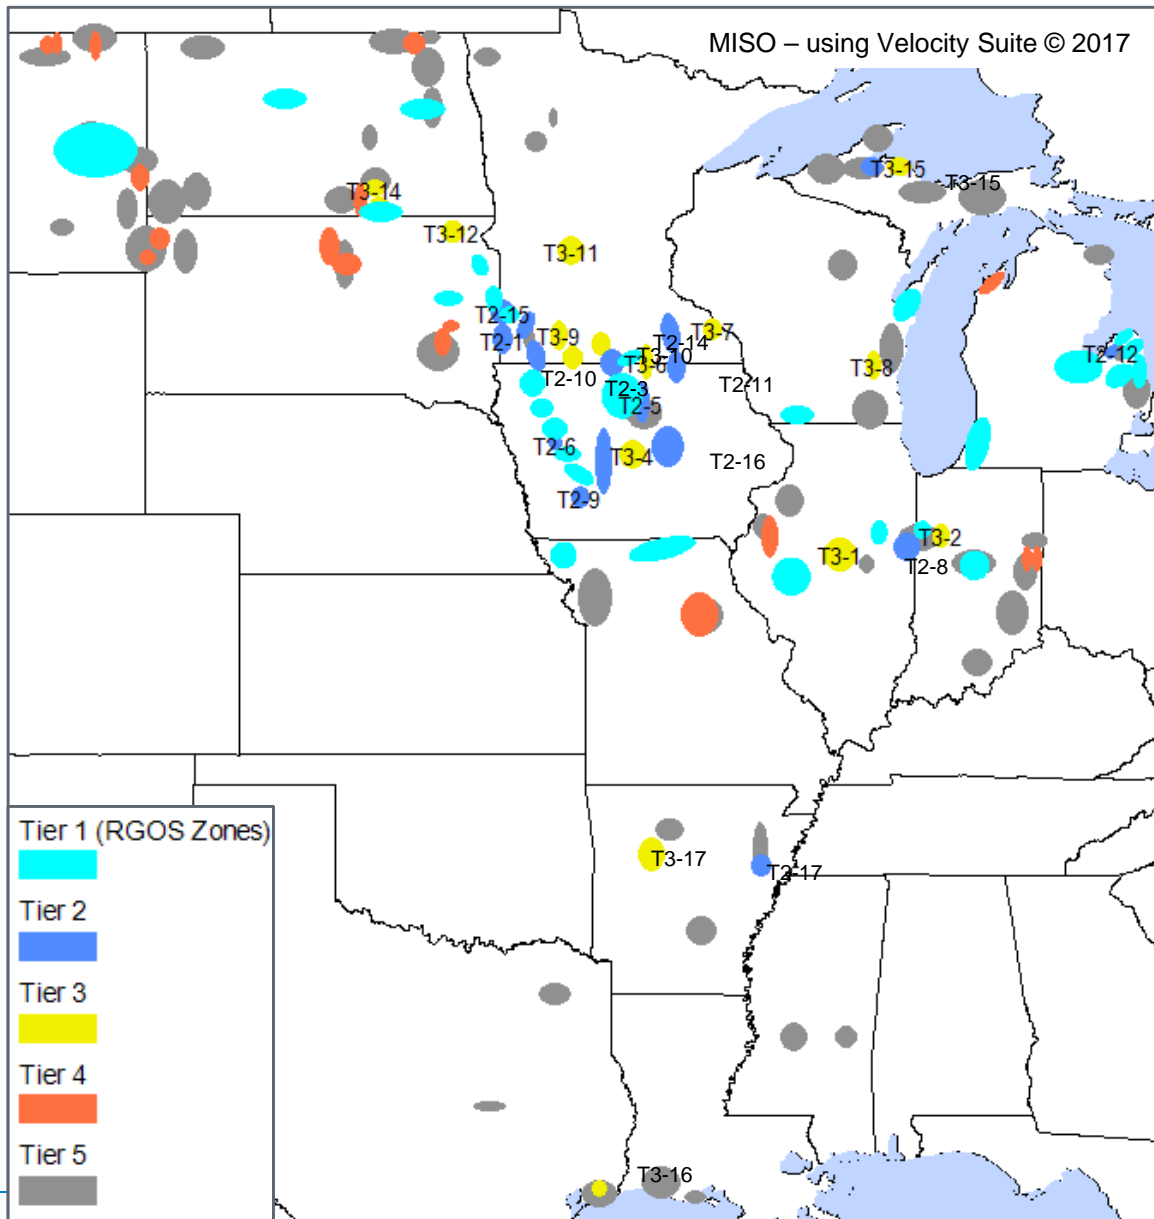 MISO – using Velocity Suite © 2017
T3-15
T3-15
T3-14
T3-12
T3-11
T2-15
T2-1
T3-9
T2-14
T3-7
T3-10
T3-6
T3-8
T2-12
T2-10
T2-3
T2-11
T2-5
T2-6
T3-4
T2-16
T2-9
T3-1
T3-2
T2-8
T3-17
T2-17
T3-16
Tier 1 (RGOS Zones)
Tier 2
Tier 3
Tier 4
Tier 5